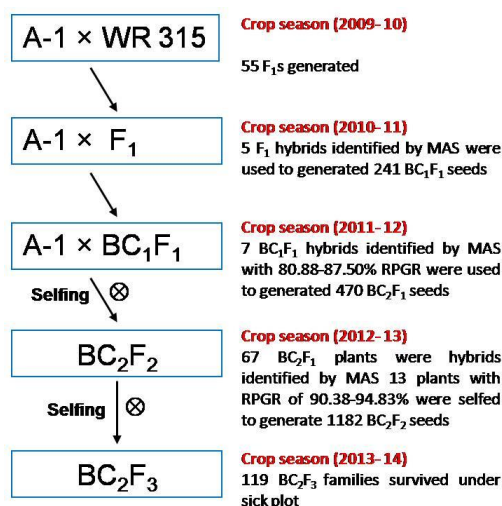 A-1 × WR 315
Crop season (2009-10)
55 F₁s generated
A-1 × F₁
Crop season (2010-11)
5 F₁ hybrids identified by MAS were
used to generated 241 BC₁F₁ seeds
A-1 × BC₁F₁
Crop season (2011-12)
7 BC₁F₁ hybrids identified by MAS
with 80.88-87.50% RPGR were used
to generated 470 BC₂F₁ seeds
Selfing ⊗
BC₂F₂
Crop season (2012-13)
67 BC₂F₁ plants were hybrids
identified by MAS 13 plants with
RPGR of 90.38-94.83% were selfed
to generate 1182 BC₂F₂ seeds
Selfing ⊗
BC₂F₃
Crop season (2013-14)
119 BC₂F₃ families survived under
sick plot